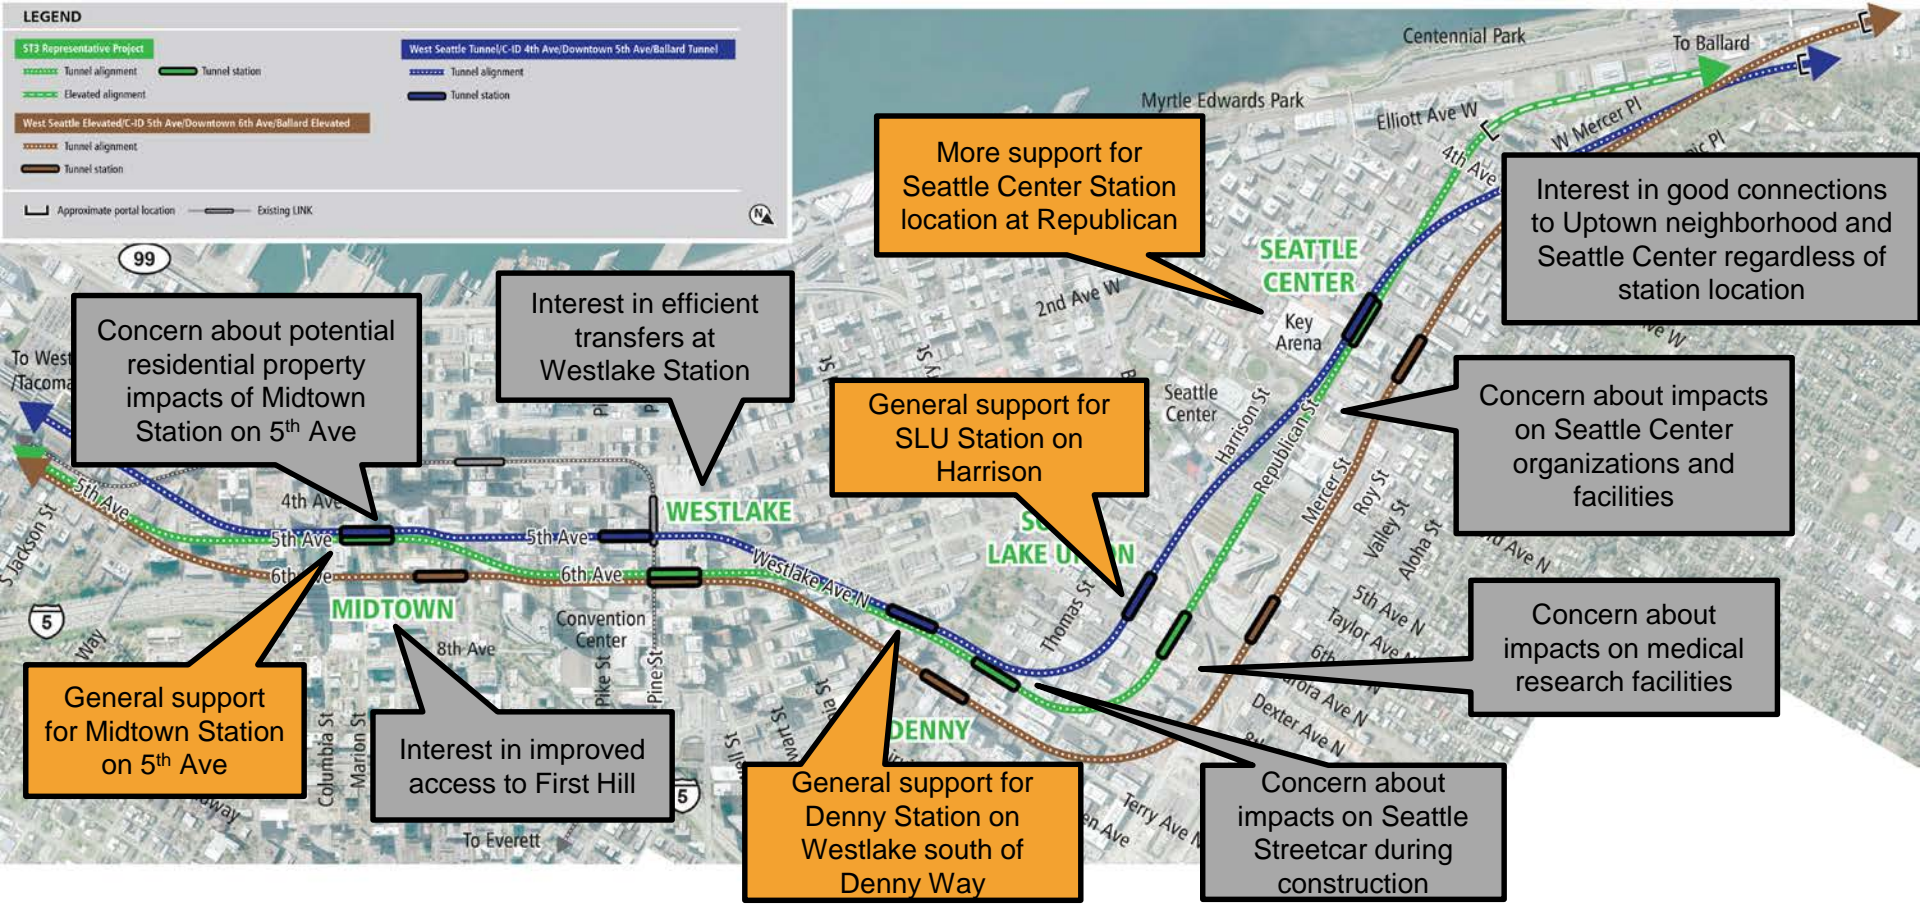 LEGEND
ST3 Representative Project
Tunnel alignment
Tunnel station
Elevated alignment
West Seattle Elevated/C-ID 5th Ave/Downtown 6th Ave/Ballard Elevated
Tunnel alignment
Tunnel station
West Seattle Tunnel/C-ID 4th Ave/Downtown 5th Ave/Ballard Tunnel
Tunnel alignment
Tunnel station
Approximate portal location
Existing LINK
N
Centennial Park
To Ballard
Myrtle Edwards Park
Elliott Ave W
W Mercer Pl
4th Ave
More support for
Seattle Center Station
location at Republican
Interest in good connections
to Uptown neighborhood and
Seattle Center regardless of
station location
99
SEATTLE
CENTER
2nd Ave W
Key
Arena
Concern about potential
residential property
impacts of Midtown
Station on 5th Ave
Interest in efficient
transfers at
Westlake Station
To West
/Tacoma
General support for
SLU Station on
Harrison
Seattle
Center
Harrison St
Republican St
Mercer St
Roy St
Valley St
Aloha St
Concern about impacts
on Seattle Center
organizations and
facilities
S Jackson St
5th Ave
4th Ave
5th Ave
6th Ave
5th Ave
6th Ave
WESTLAKE
Westlake Ave N
LAKE UNION
Thomas St
MIDTOWN
8th Ave
Convention
Center
Pike St
Pine St
5
Way
5th Ave N
Taylor Ave N
Dexter Ave N
Concern about
impacts on medical
research facilities
General support
for Midtown Station
on 5th Ave
Columbia St
Marion St
Interest in improved
access to First Hill
5
DENNY
General support for
Denny Station on
Westlake south of
Denny Way
Terry Ave N
Concern about
impacts on Seattle
Streetcar during
construction
To Everett